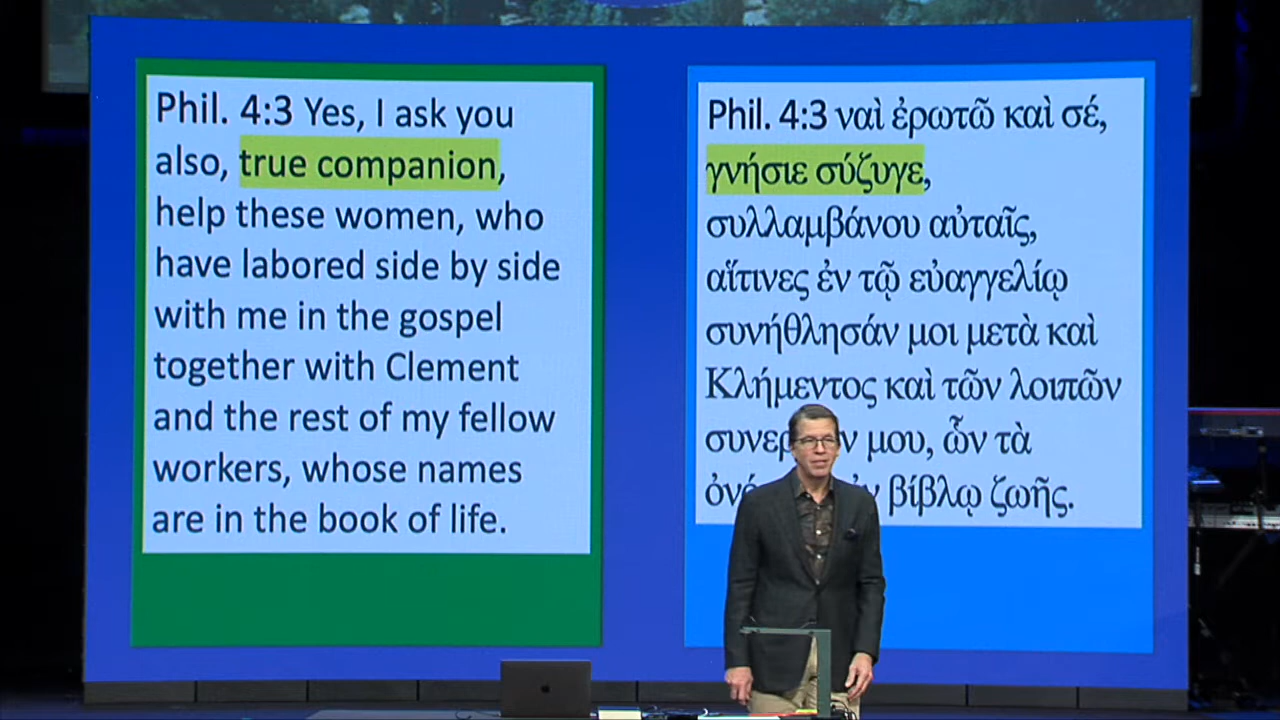 Phil. 4:3 Yes, I ask you
also, true companion,
help these women, who
have labored side by side
with me in the gospel
together with Clement
and the rest of my fellow
workers, whose names
are in the book of life.
Phil. 4:3 ναὶ ἐρωτῶ καὶ σέ,
γνήσιε σύζυγε,
συλλαμβάνου αὐταῖς,
αἵτινες ἐν τῷ εὐαγγελίῳ
συνήθλησάν μοι μετὰ καὶ
Κλήμεντος καὶ τῶν λοιπῶν
μου, ὧν τὰ
βίβλῳ ζωῆς.